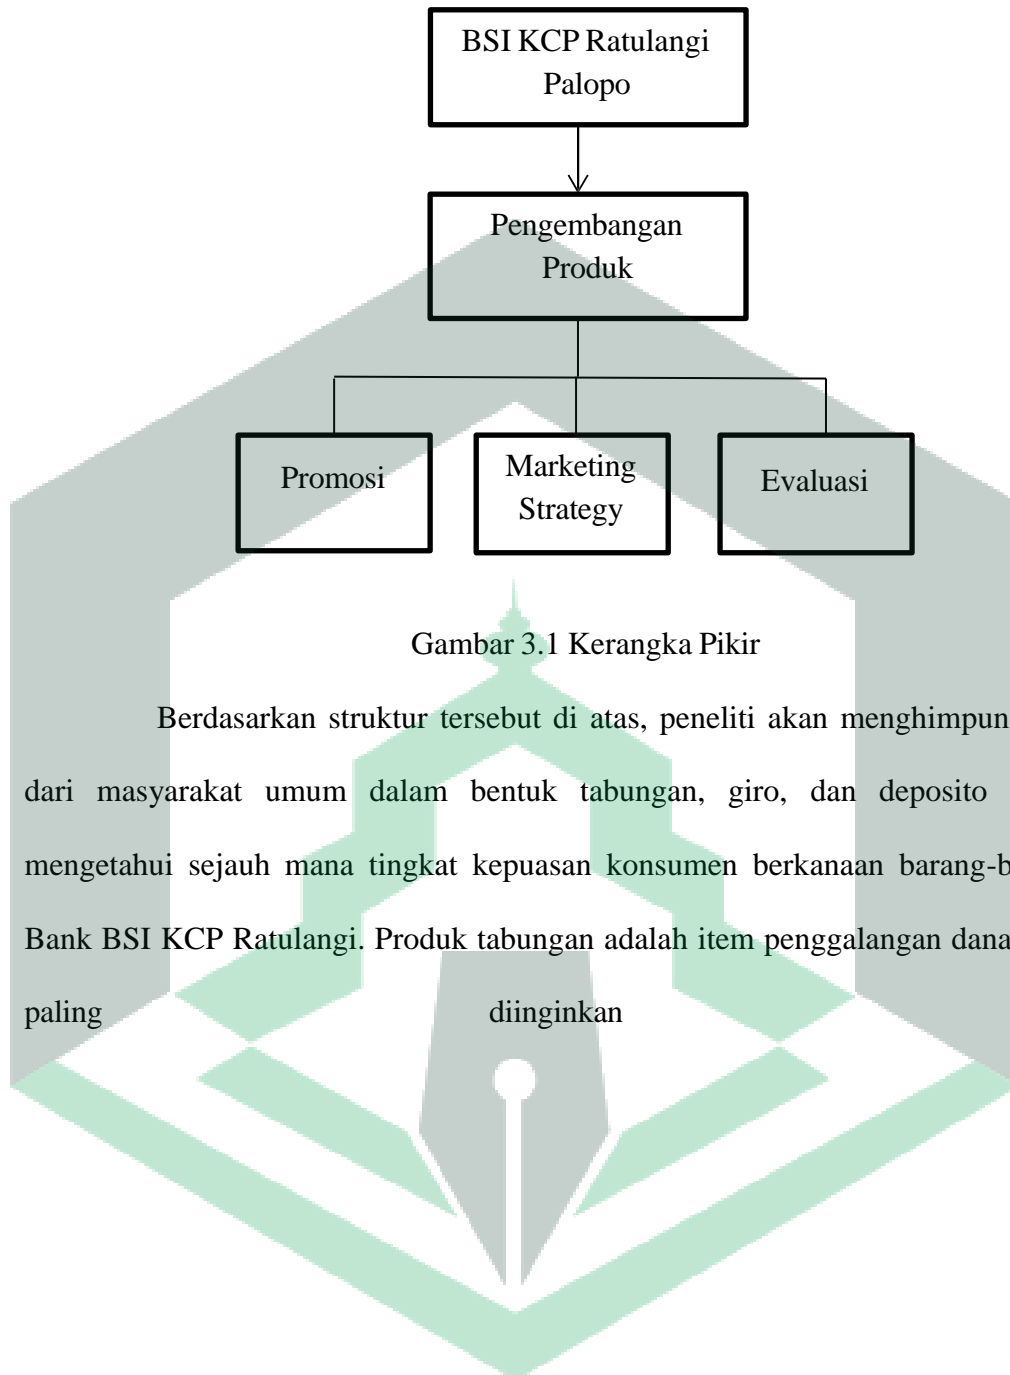 BSI KCP Ratulangi
Palopo
Pengembangan
Produk
Promosi
Marketing
Strategy
Evaluasi
Gambar 3.1 Kerangka Pikir
Berdasarkan struktur tersebut di atas, peneliti akan menghimpun
dari masyarakat umum dalam bentuk tabungan, giro, dan deposito
mengetahui sejauh mana tingkat kepuasan konsumen berkanaan barang-b
Bank BSI KCP Ratulangi. Produk tabungan adalah item penggalangan dana
paling diinginkan